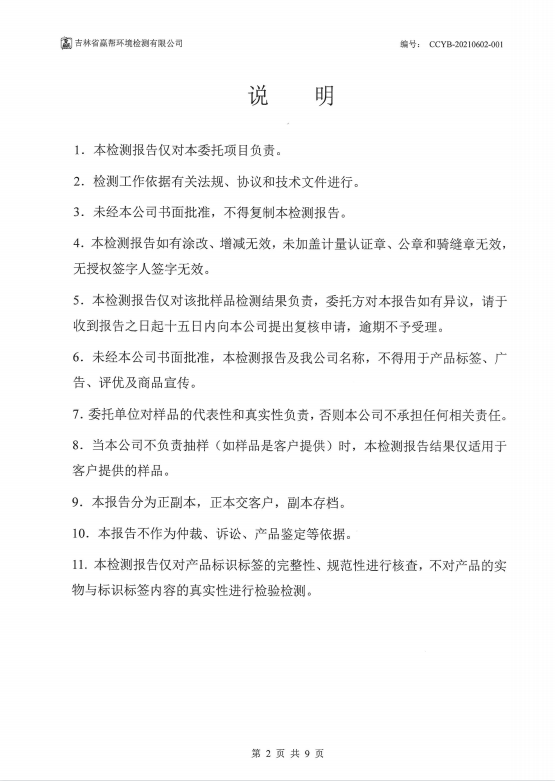 吉林省赢帮环境检测有限公司
编号： CCYB-20210602-001
说 明
1．本检测报告仅对本委托项目负责。
2．检测工作依据有关法规、协议和技术文件进行。
3．未经本公司书面批准，不得复制本检测报告。
4．本检测报告如有涂改、增减无效，未加盖计量认证章、公章和骑缝章无效，
无授权签字人签字无效。
5．本检测报告仅对该批样品检测结果负责，委托方对本报告如有异议，请于
收到报告之日起十五日内向本公司提出复核申请，逾期不予受理。
6．未经本公司书面批准，本检测报告及我公司名称，不得用于产品标签、广
告、评优及商品宣传。
7．委托单位对样品的代表性和真实性负责，否则本公司不承担任何相关责任。
8．当本公司不负责抽样（如样品是客户提供）时，本检测报告结果仅适用于
客户提供的样品。
9．本报告分为正副本，正本交客户，副本存档。
10．本报告不作为仲裁、诉讼、产品鉴定等依据。
11．本检测报告仅对产品标识标签的完整性、规范性进行核查，不对产品的实
物与标识标签内容的真实性进行检验检测。
第 2 页 共 9 页